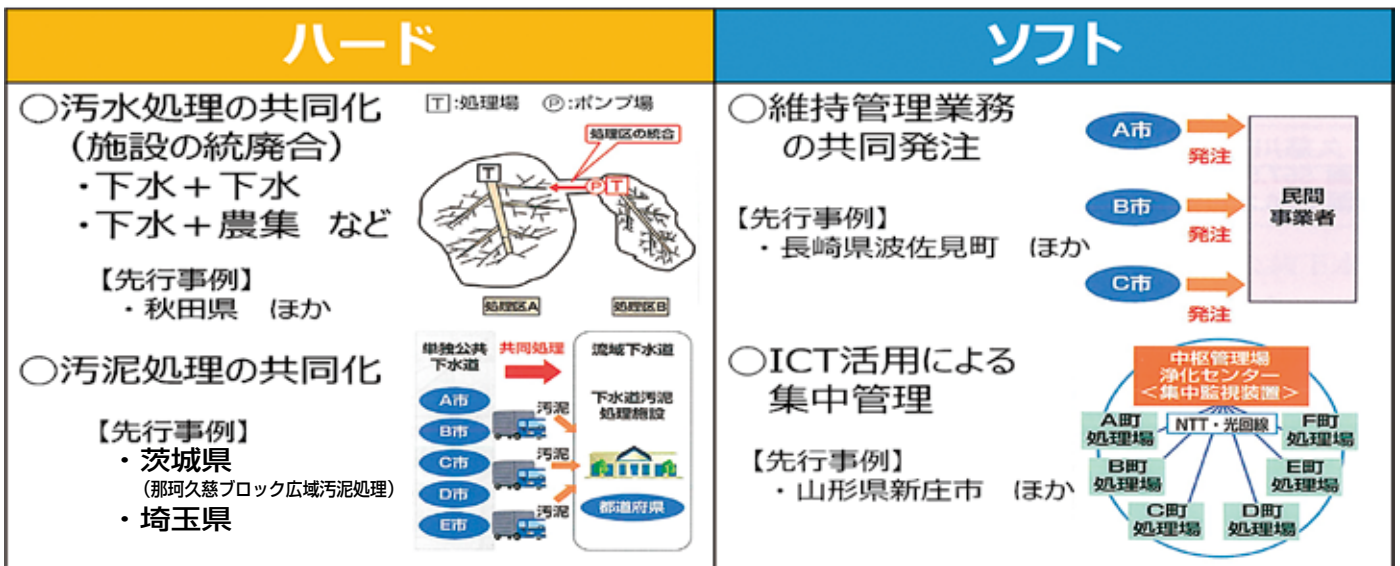 ハード
○汚水処理の共同化
（施設の統廃合）
・下水＋下水
・下水＋農集　など
【先行事例】
・秋田県　ほか
T:処理場　Ⓟ:ポンプ場
処理区の統合
T
P
T
処理区A
処理区B
○汚泥処理の共同化
【先行事例】
・茨城県
（那珂久慈ブロック広域汚泥処理）
・埼玉県
単独公共
下水道
共同処理
流域下水道
A市
B市
C市
D市
E市
汚泥
汚泥
汚泥
下水道汚泥
処理施設
都道府県
ソフト
○維持管理業務
の共同発注
【先行事例】
・長崎県波佐見町　ほか
A市
発注
B市
発注
C市
発注
民間
事業者
○ICT活用による
集中管理
【先行事例】
・山形県新庄市　ほか
中枢管理場
浄化センター
＜集中監視装置＞
NTT・光回線
A町
処理場
B町
処理場
C町
処理場
D町
処理場
E町
処理場
F町
処理場